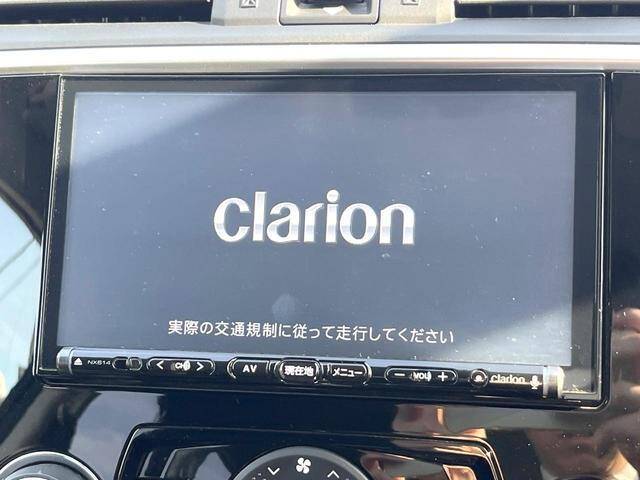 clarion
実際の交通規制に従って走行してください
NX614 CH AV 現在地 メニュー − VOL + clarion